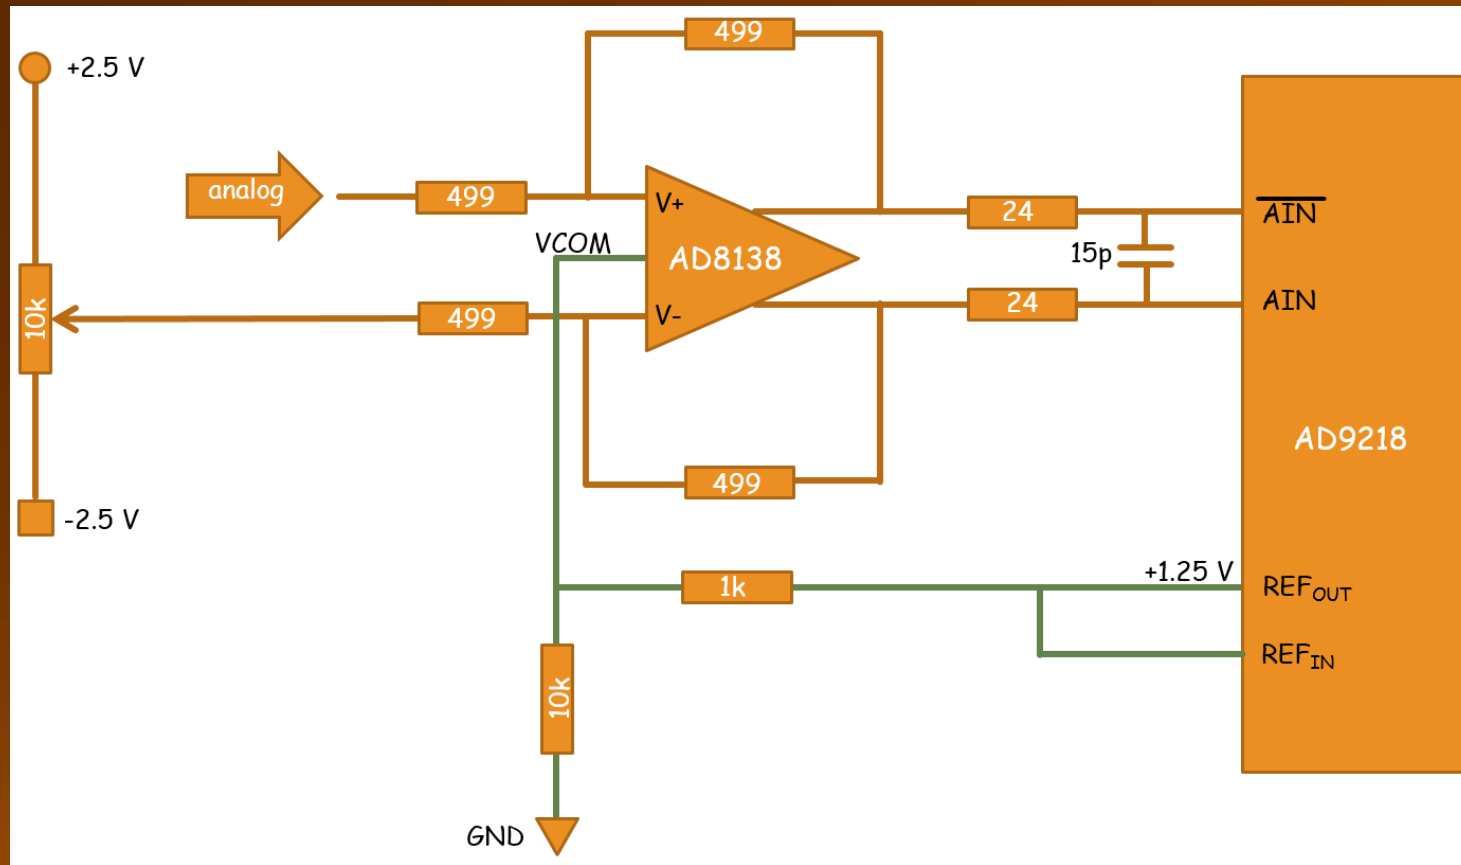 499
+2.5 V
analog
499
V+
24
AIN
VCOM
AD8138
15p
10k
499
V-
24
AIN
AD9218
499
-2.5 V
+1.25 V
1k
REFOUT
REFIN
10k
GND